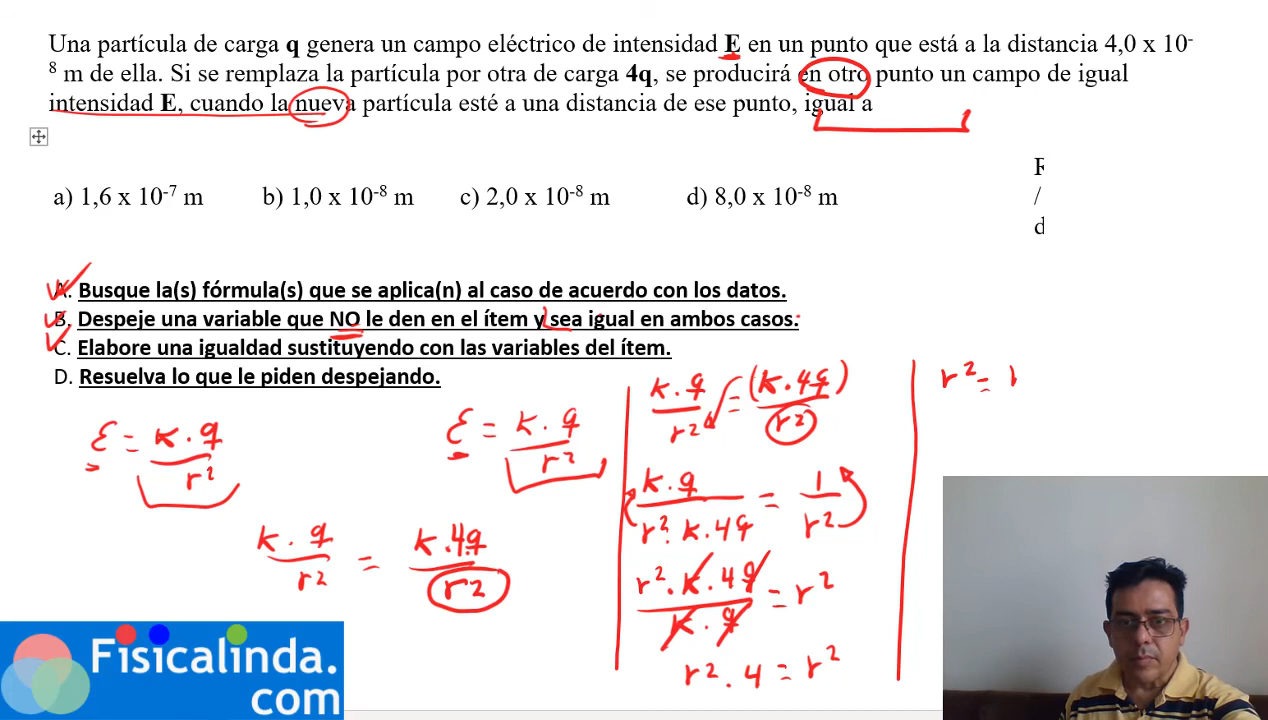 Una partícula de carga q genera un campo eléctrico de intensidad E en un punto que está a la distancia 4,0 x 10-
8 m de ella. Si se remplaza la partícula por otra de carga 4q, se producirá en otro punto un campo de igual
intensidad E, cuando la nueva partícula esté a una distancia de ese punto, igual a
a) 1,6 x 10-7 m b) 1,0 x 10-8 m c) 2,0 x 10-8 m d) 8,0 x 10-8 m
/
d
A. Busque la(s) fórmula(s) que se aplica(n) al caso de acuerdo con los datos.
B. Despeje una variable que NO le den en el ítem y sea igual en ambos casos.
C. Elabore una igualdad sustituyendo con las variables del ítem.
D. Resuelva lo que le piden despejando.
E = k.q / r²
E = k.q / r²
k.q / r² = k.4q / r²
k.q / r² = (k.4q) / r²
k.q / r².k.4q = 1 / r²
r².k.4q / k.q = r²
r².4 = r²
r² =
Fisicalinda.
com